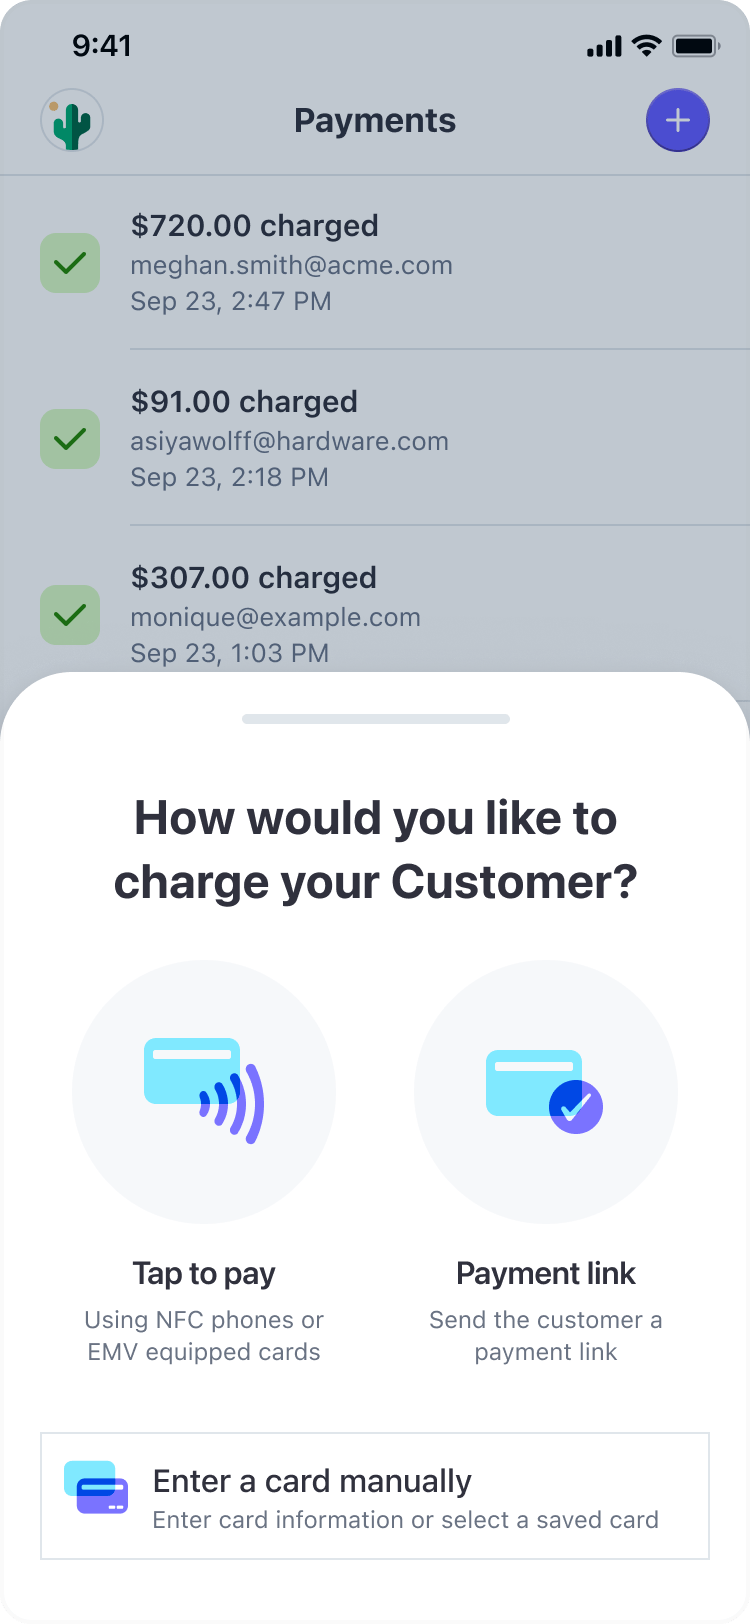 9:41
Payments
$720.00 charged
meghan.smith@acme.com
Sep 23, 2:47 PM
$91.00 charged
asiyawolff@hardware.com
Sep 23, 2:18 PM
$307.00 charged
monique@example.com
Sep 23, 1:03 PM
How would you like to
charge your Customer?
Tap to pay
Using NFC phones or
EMV equipped cards
Payment link
Send the customer a
payment link
Enter a card manually
Enter card information or select a saved card